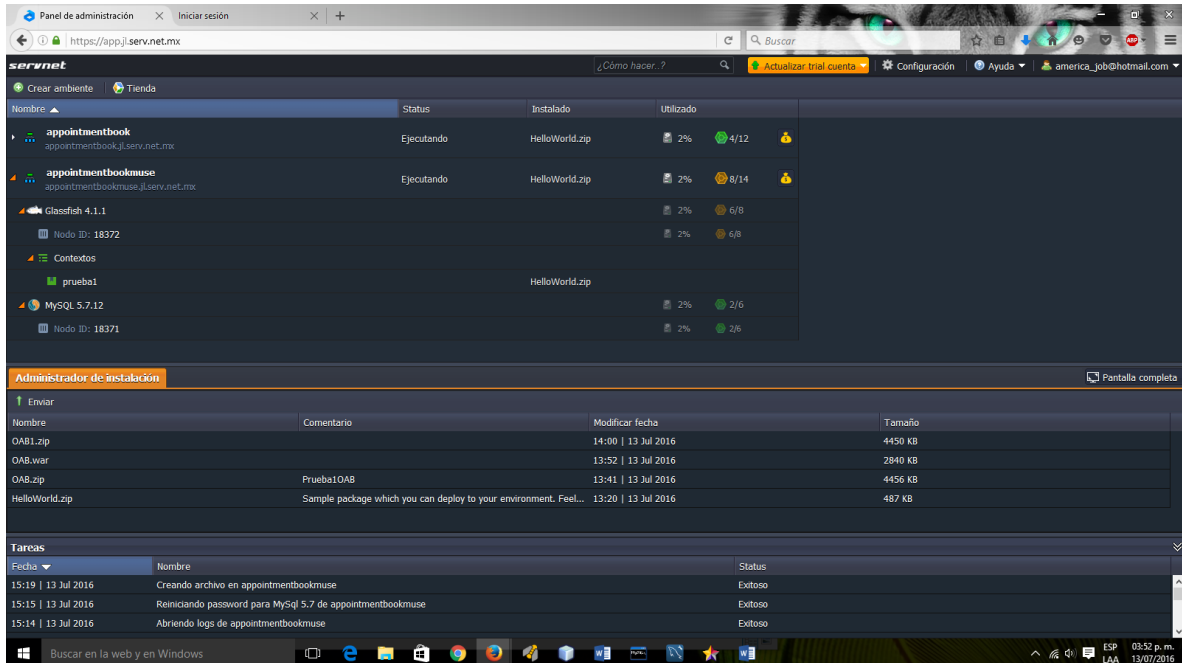 Panel de administración
Iniciar sesión
https://app.jl.serv.net.mx
Buscar
servnet
¿Cómo hacer..?
Actualizar trial cuenta
Configuración
Ayuda
america_job@hotmail.com
Crear ambiente
Tienda
Nombre Status Instalado Utilizado
appointmentbook Ejecutando HelloWorld.zip 2% 4/12
appointmentbook.jl.serv.net.mx
appointmentbookmuse Ejecutando HelloWorld.zip 2% 8/14
appointmentbookmuse.jl.serv.net.mx
Glassfish 4.1.1 2% 6/8
Nodo ID: 18372 2% 6/8
Contextos
prueba1 HelloWorld.zip
MySQL 5.7.12 2% 2/6
Nodo ID: 18371 2% 2/6
Administrador de instalación
Pantalla completa
Enviar
Nombre Comentario Modificar fecha Tamaño
OAB1.zip 14:00 | 13 Jul 2016 4450 KB
OAB.war 13:52 | 13 Jul 2016 2840 KB
OAB.zip Prueba1OAB 13:41 | 13 Jul 2016 4456 KB
HelloWorld.zip Sample package which you can deploy to your environment. Feel... 13:20 | 13 Jul 2016 487 KB
Tareas
Fecha Nombre Status
15:19 | 13 Jul 2016 Creando archivo en appointmentbookmuse Exitoso
15:15 | 13 Jul 2016 Reiniciando password para MySql 5.7 de appointmentbookmuse Exitoso
15:14 | 13 Jul 2016 Abriendo logs de appointmentbookmuse Exitoso
Buscar en la web y en Windows
ESP 03:52 p. m.
LAA 13/07/2016